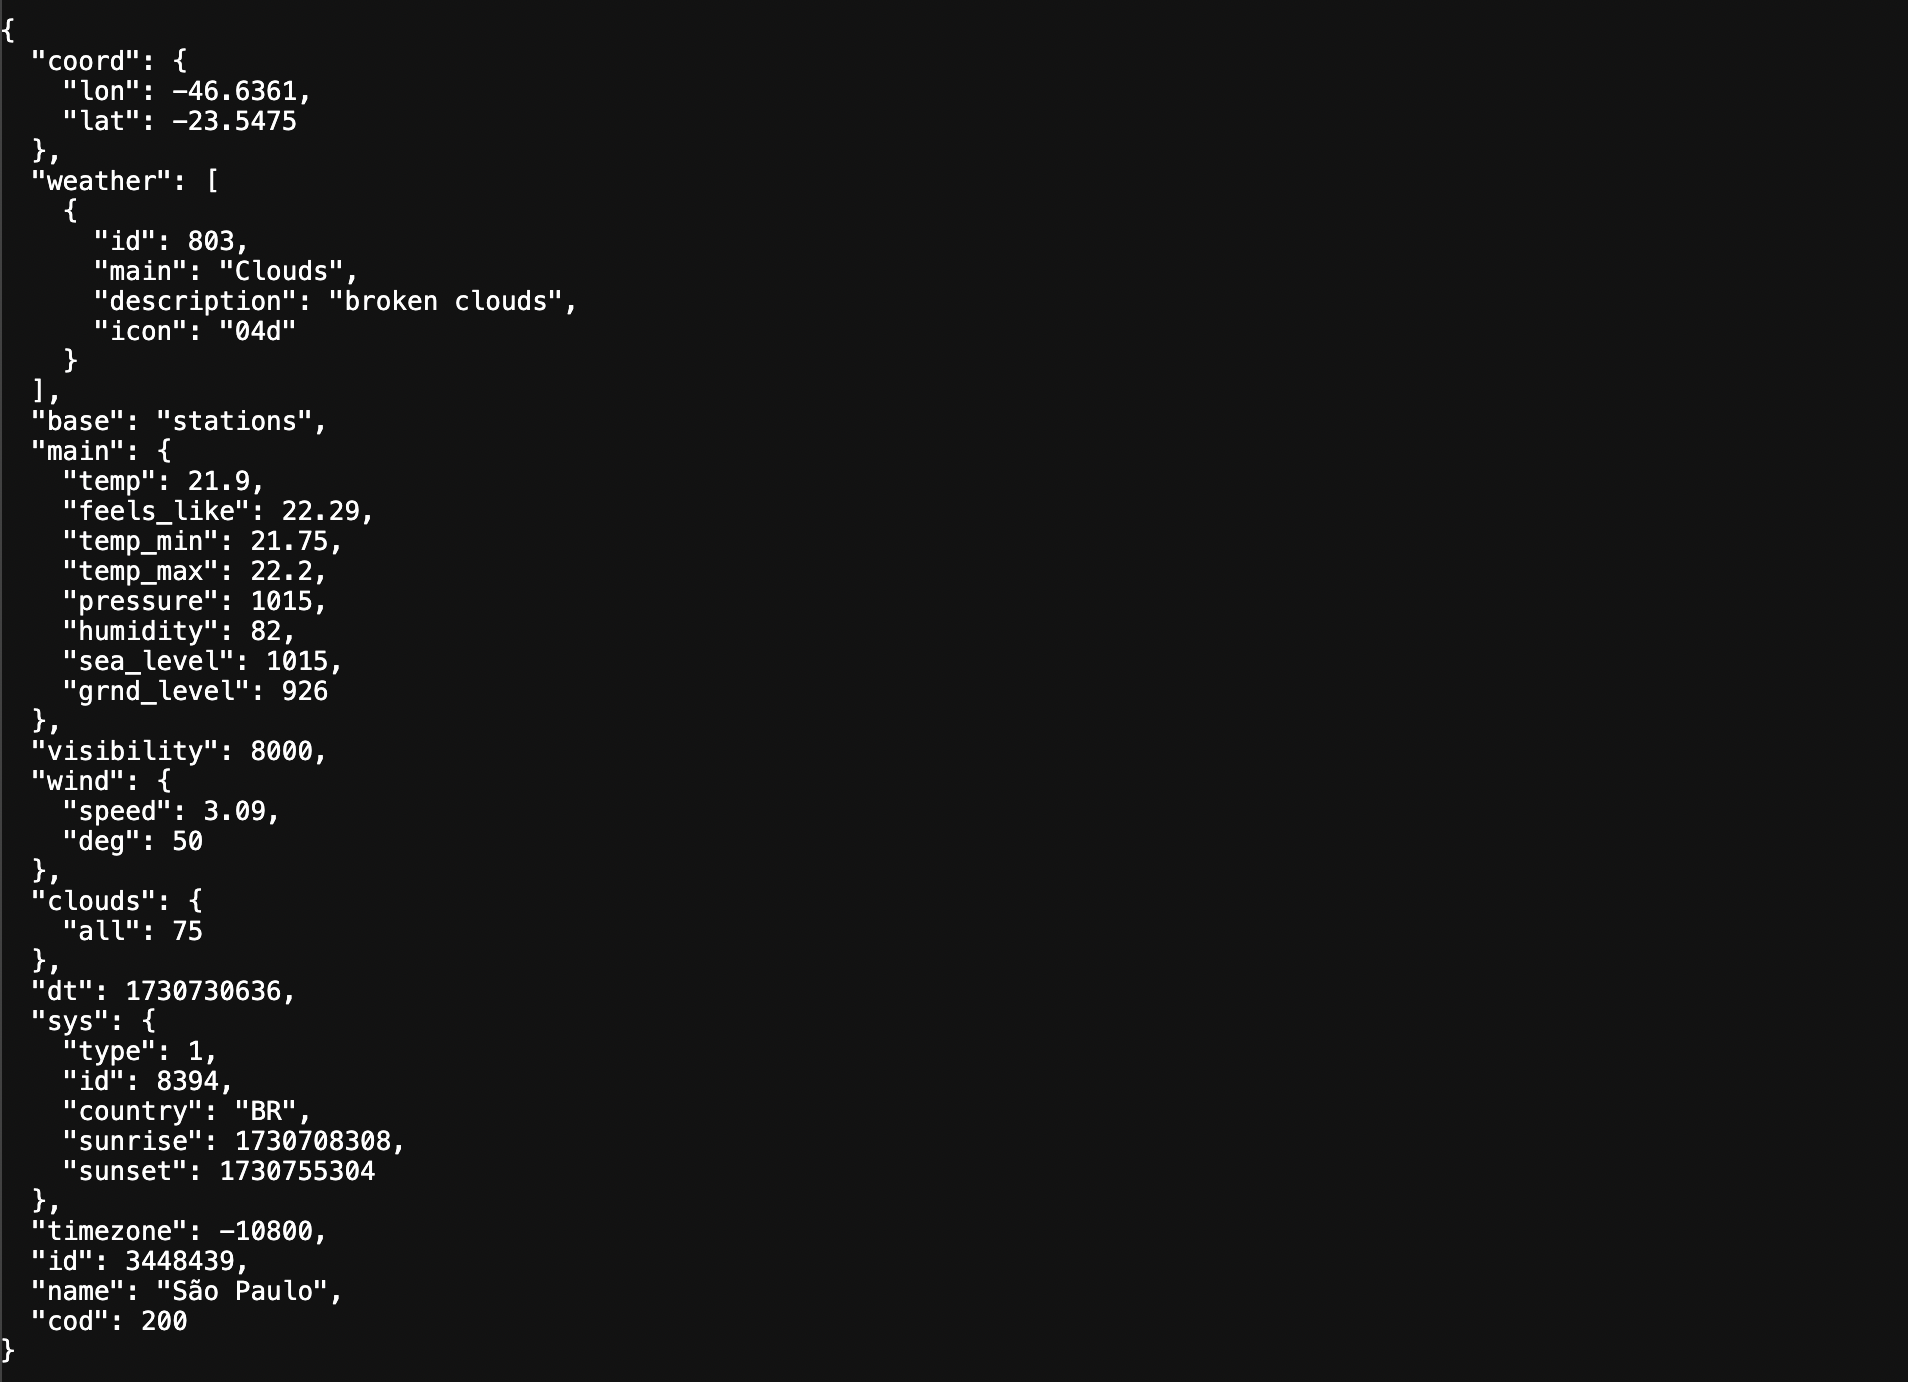 {
  "coord": {
    "lon": -46.6361,
    "lat": -23.5475
  },
  "weather": [
    {
      "id": 803,
      "main": "Clouds",
      "description": "broken clouds",
      "icon": "04d"
    }
  ],
  "base": "stations",
  "main": {
    "temp": 21.9,
    "feels_like": 22.29,
    "temp_min": 21.75,
    "temp_max": 22.2,
    "pressure": 1015,
    "humidity": 82,
    "sea_level": 1015,
    "grnd_level": 926
  },
  "visibility": 8000,
  "wind": {
    "speed": 3.09,
    "deg": 50
  },
  "clouds": {
    "all": 75
  },
  "dt": 1730730636,
  "sys": {
    "type": 1,
    "id": 8394,
    "country": "BR",
    "sunrise": 1730708308,
    "sunset": 1730755304
  },
  "timezone": -10800,
  "id": 3448439,
  "name": "São Paulo",
  "cod": 200
}